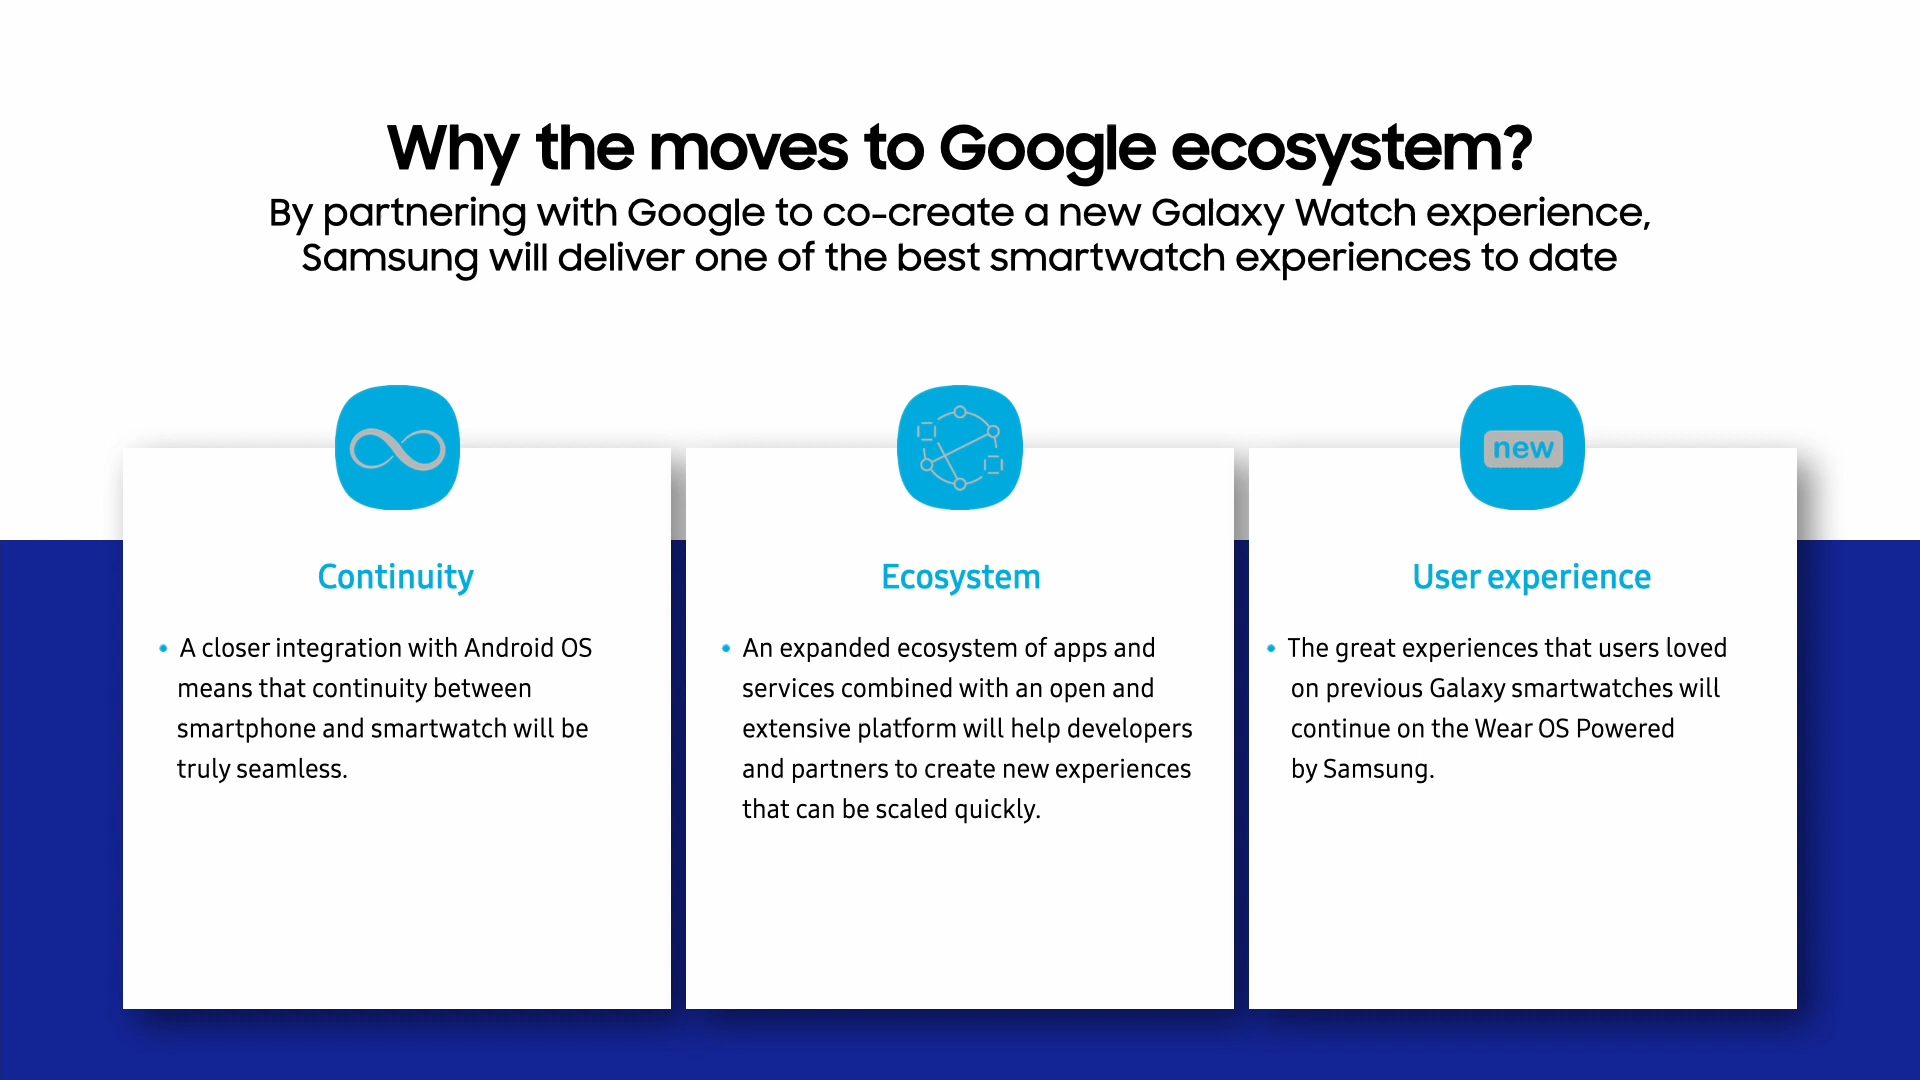 Why the moves to Google ecosystem?
By partnering with Google to co-create a new Galaxy Watch experience,
Samsung will deliver one of the best smartwatch experiences to date
Continuity
• A closer integration with Android OS
means that continuity between
smartphone and smartwatch will be
truly seamless.
Ecosystem
• An expanded ecosystem of apps and
services combined with an open and
extensive platform will help developers
and partners to create new experiences
that can be scaled quickly.
new
User experience
• The great experiences that users loved
on previous Galaxy smartwatches will
continue on the Wear OS Powered
by Samsung.